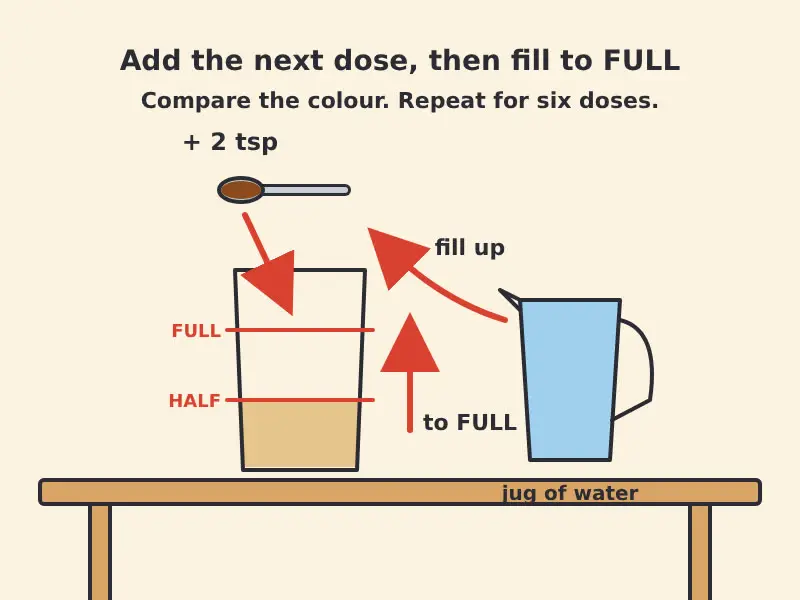 Add the next dose, then fill to FULL
Compare the colour. Repeat for six doses.
+ 2 tsp
fill up
FULL
HALF
to FULL
jug of water